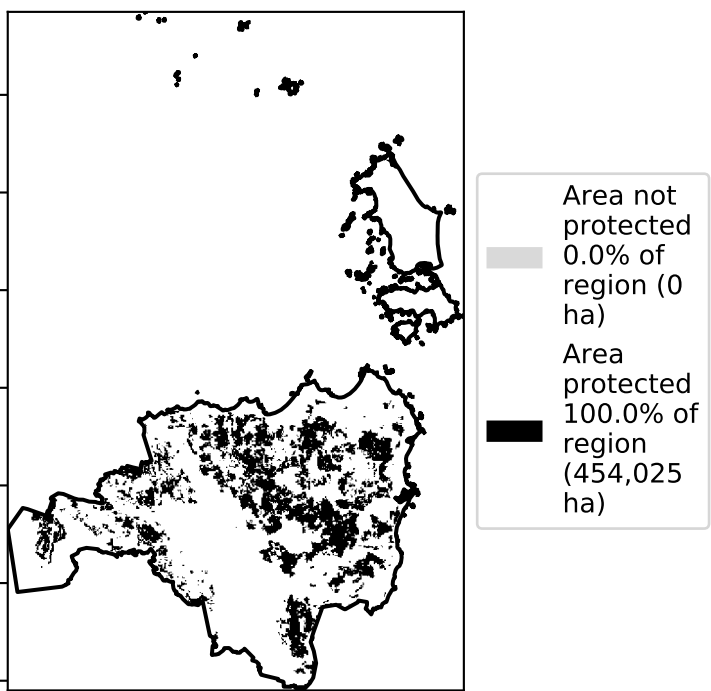 Area not
protected
0.0% of
region (0
ha)
Area
protected
100.0% of
region
(454,025
ha)